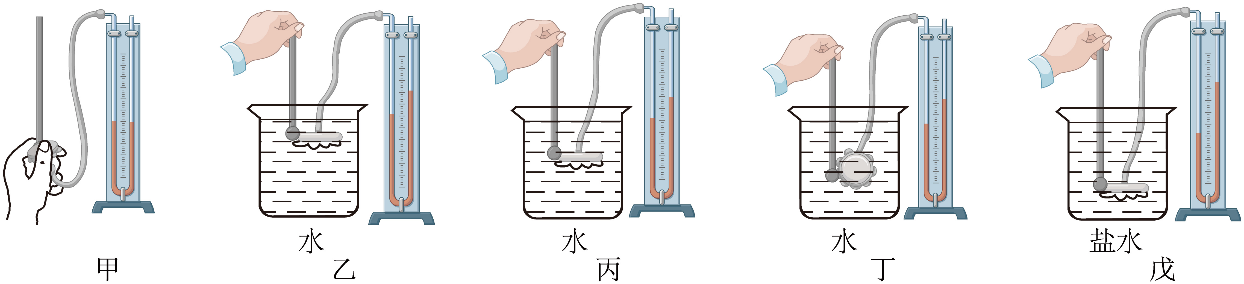 水 水 水 盐水
甲 乙 丙 丁 戊